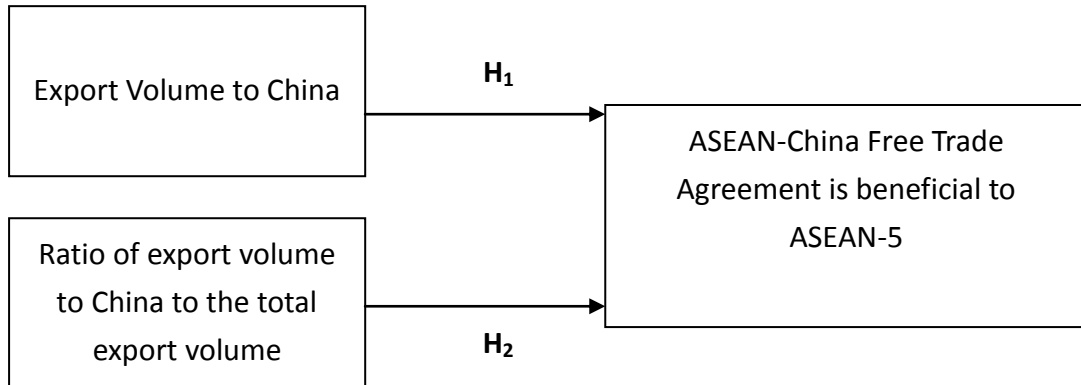 Export Volume to China
H₁
ASEAN-China Free Trade
Agreement is beneficial to
ASEAN-5
Ratio of export volume
to China to the total
export volume
H₂